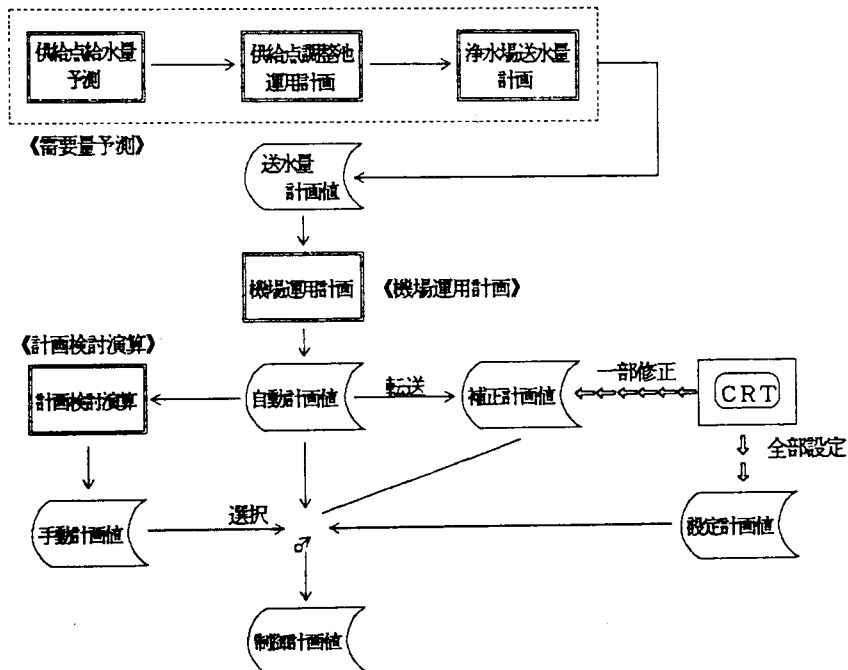 供給点給水量
予測
供給点調整池
運用計画
浄水場送水量
計画
《需要量予測》
送水量
計画値
機場運用計画
《機場運用計画》
《計画検討演算》
計画検討演算
自動計画値
転送
補正計画値
一部修正
CRT
全部設定
手動計画値
選択
設定計画値
制御計画値